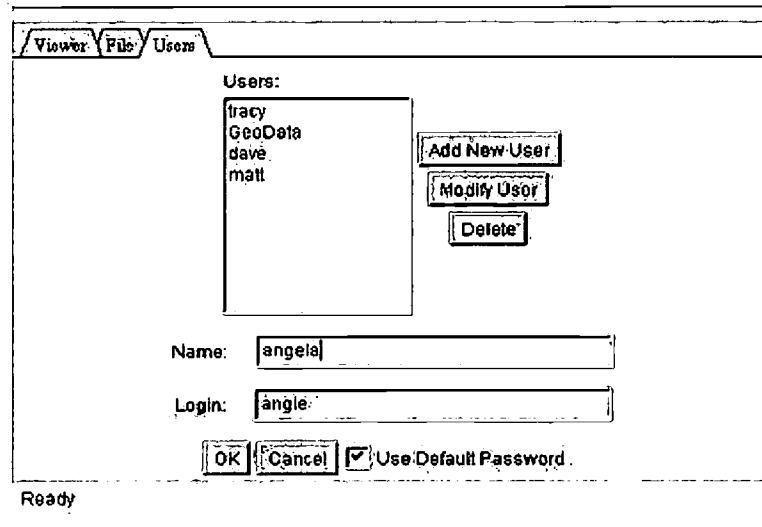 Viewer File Users
Users:
tracy
GeoData
dave
matt
Add New User
Modify User
Delete
Name: angela
Login: angie
OK Cancel Use Default Password
Ready